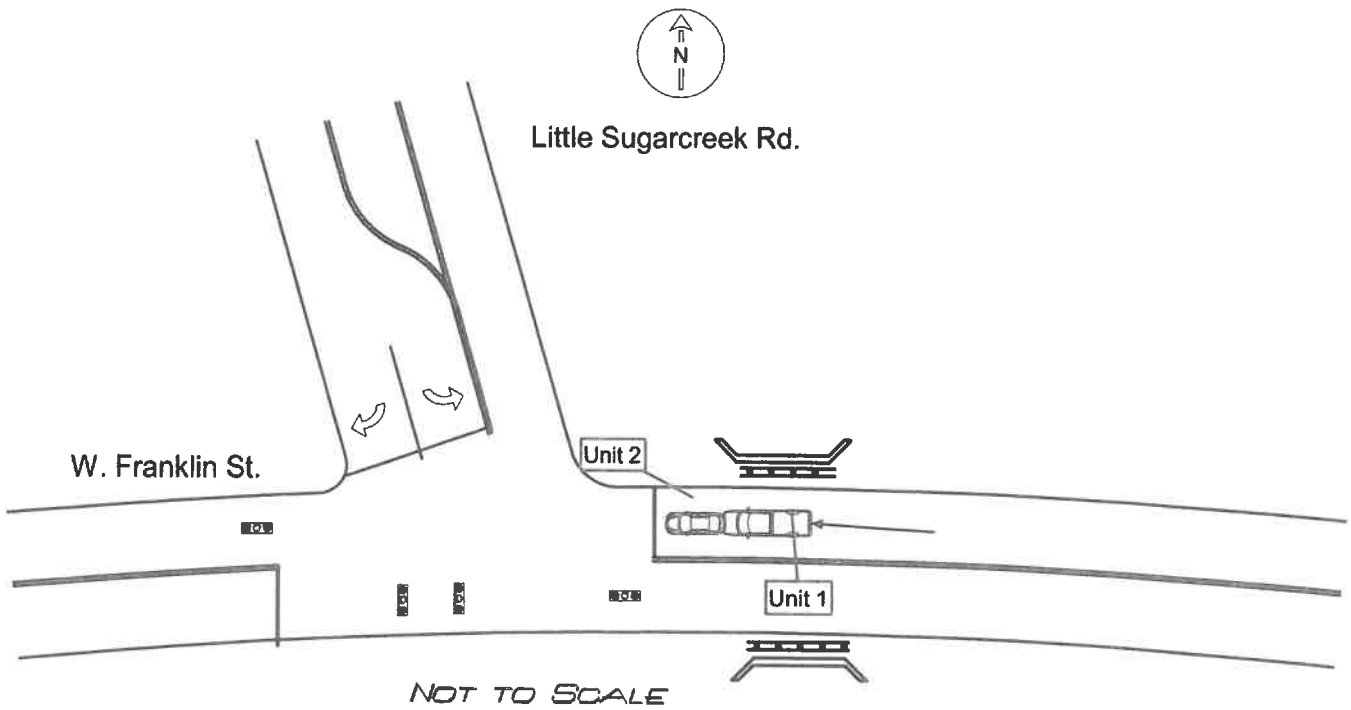 N
Little Sugarcreek Rd.
W. Franklin St.
Unit 2
Unit 1
NOT TO SCALE